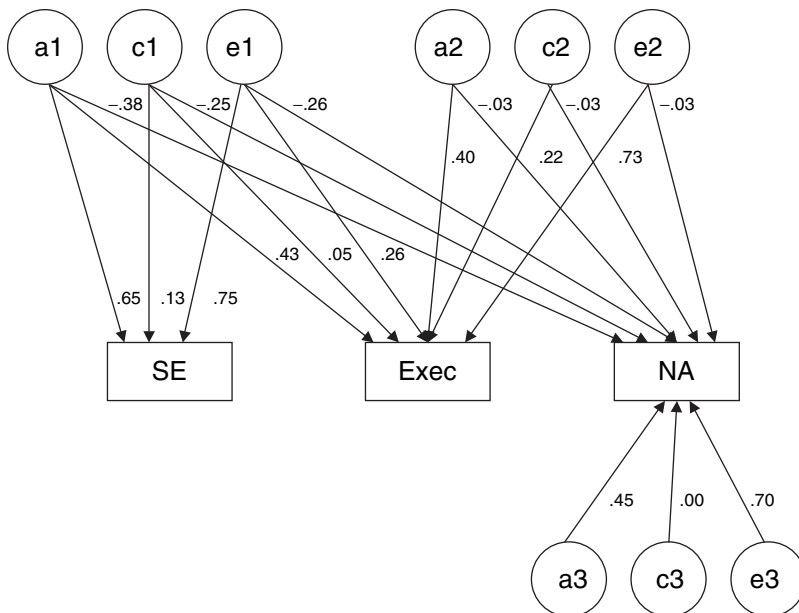 a1 c1 e1 a2 c2 e2
–.38 –.25 –.26 –.03 –.03 –.03
.40 .22 .73
.43 .05 .26
.65 .13 .75
SE Exec NA
.45 .00 .70
a3 c3 e3